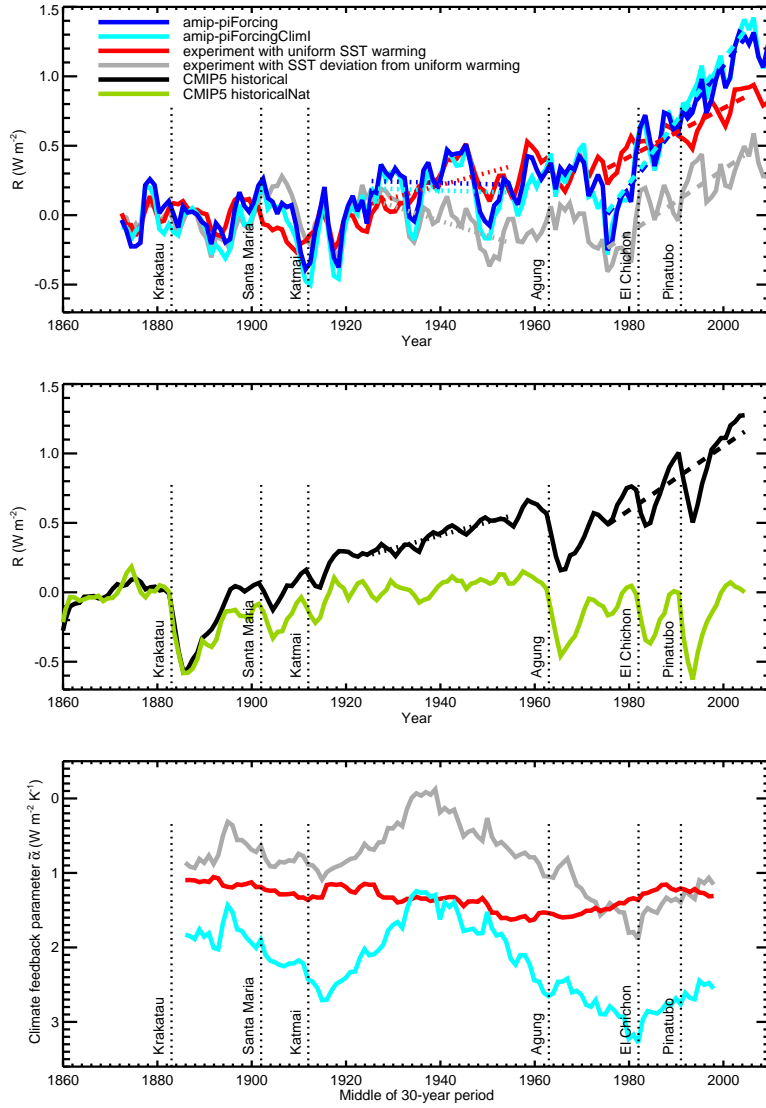 amip-piForcing
amip-piForcingClimI
experiment with uniform SST warming
experiment with SST deviation from uniform warming
CMIP5 historical
CMIP5 historicalNat
R (W m-2)
1.5
1.0
0.5
0.0
-0.5
Krakatau
Santa Maria
Katmai
Agung
El Chichon
Pinatubo
1860 1880 1900 1920 1940 1960 1980 2000
Year
R (W m-2)
1.5
1.0
0.5
0.0
-0.5
Krakatau
Santa Maria
Katmai
Agung
El Chichon
Pinatubo
1860 1880 1900 1920 1940 1960 1980 2000
Year
Climate feedback parameter α̃ (W m-2 K-1)
0
1
2
3
Krakatau
Santa Maria
Katmai
Agung
El Chichon
Pinatubo
1860 1880 1900 1920 1940 1960 1980 2000
Middle of 30-year period